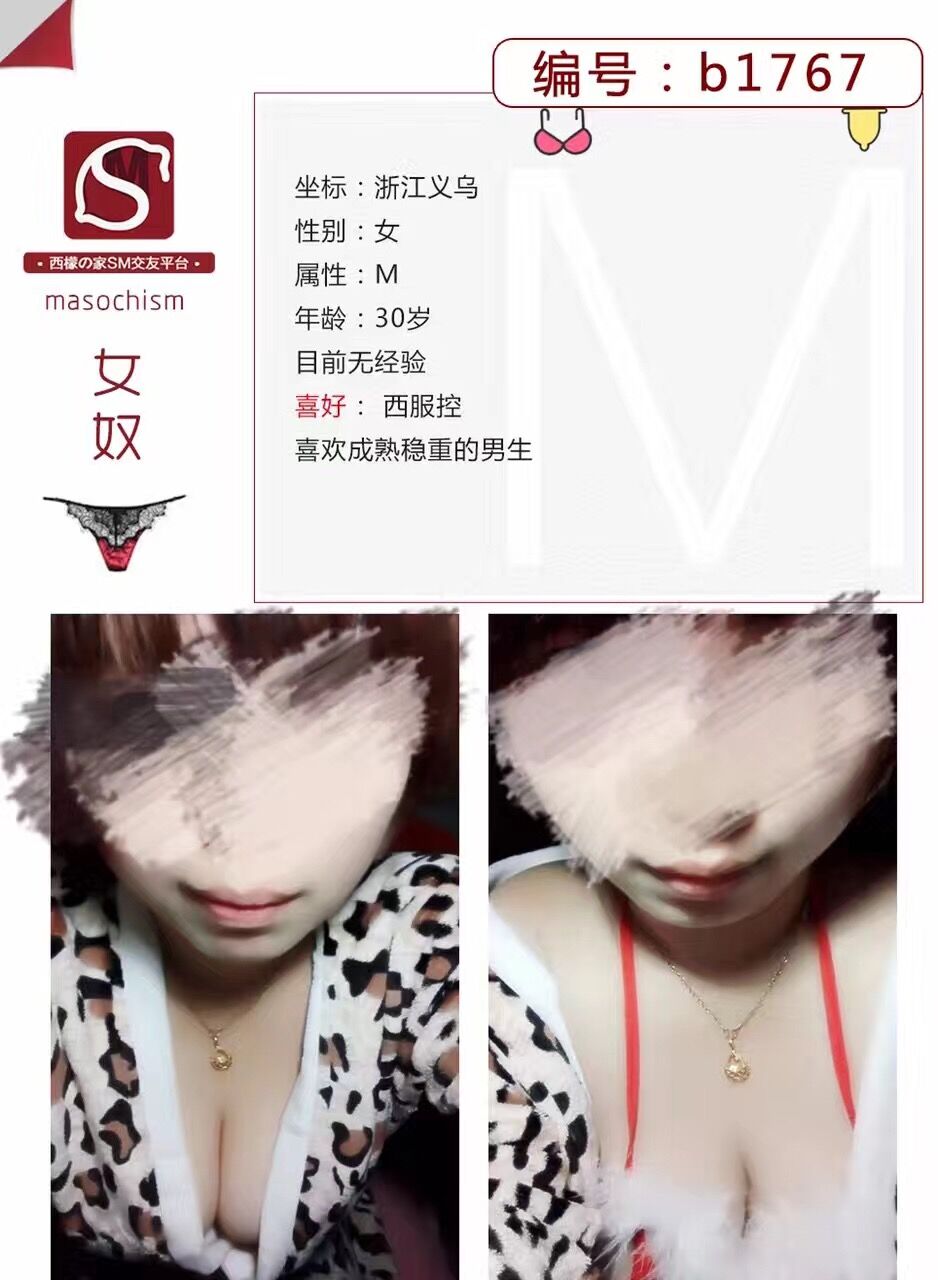 编号：b1767
西檬の家SM交友平台
masochism
女
奴
坐标：浙江义乌
性别：女
属性：M
年龄：30岁
目前无经验
喜好： 西服控
喜欢成熟稳重的男生
SM
M